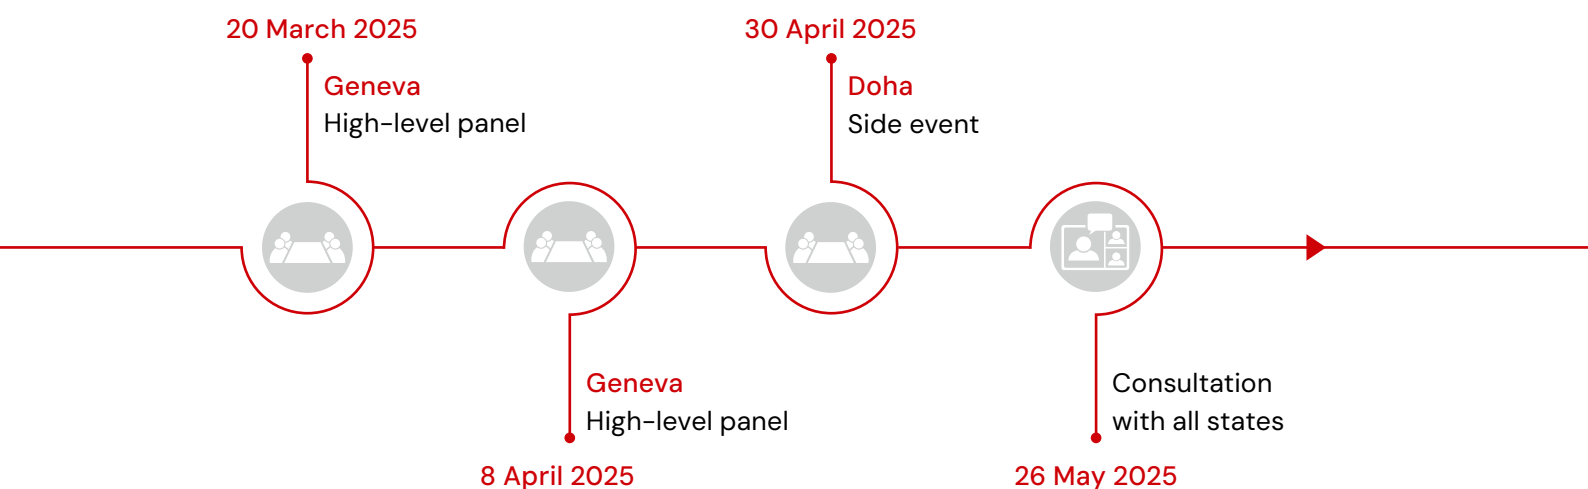 20 March 2025
Geneva
High-level panel
8 April 2025
Geneva
High-level panel
30 April 2025
Doha
Side event
26 May 2025
Consultation
with all states